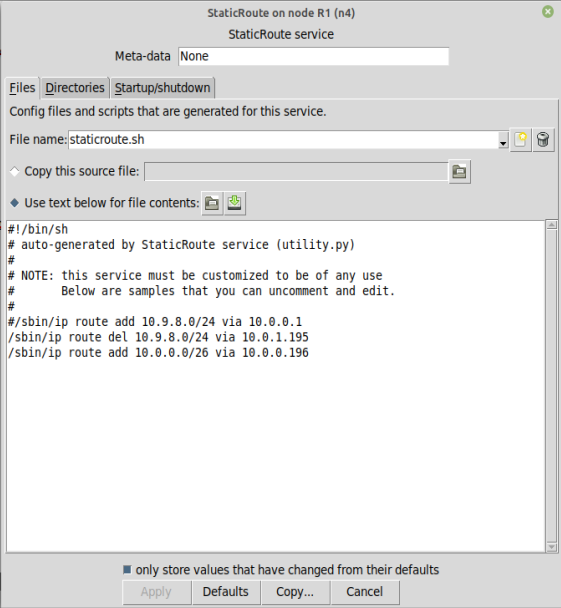 StaticRoute on node R1 (n4)
StaticRoute service
Meta-data None
Files Directories Startup/shutdown
Config files and scripts that are generated for this service.
File name: staticroute.sh
Copy this source file:
Use text below for file contents:
#!/bin/sh
# auto-generated by StaticRoute service (utility.py)
#
# NOTE: this service must be customized to be of any use
#       Below are samples that you can uncomment and edit.
#
#/sbin/ip route add 10.9.8.0/24 via 10.0.0.1
/sbin/ip route del 10.9.8.0/24 via 10.0.1.195
/sbin/ip route add 10.0.0.0/26 via 10.0.0.196
only store values that have changed from their defaults
Apply Defaults Copy... Cancel